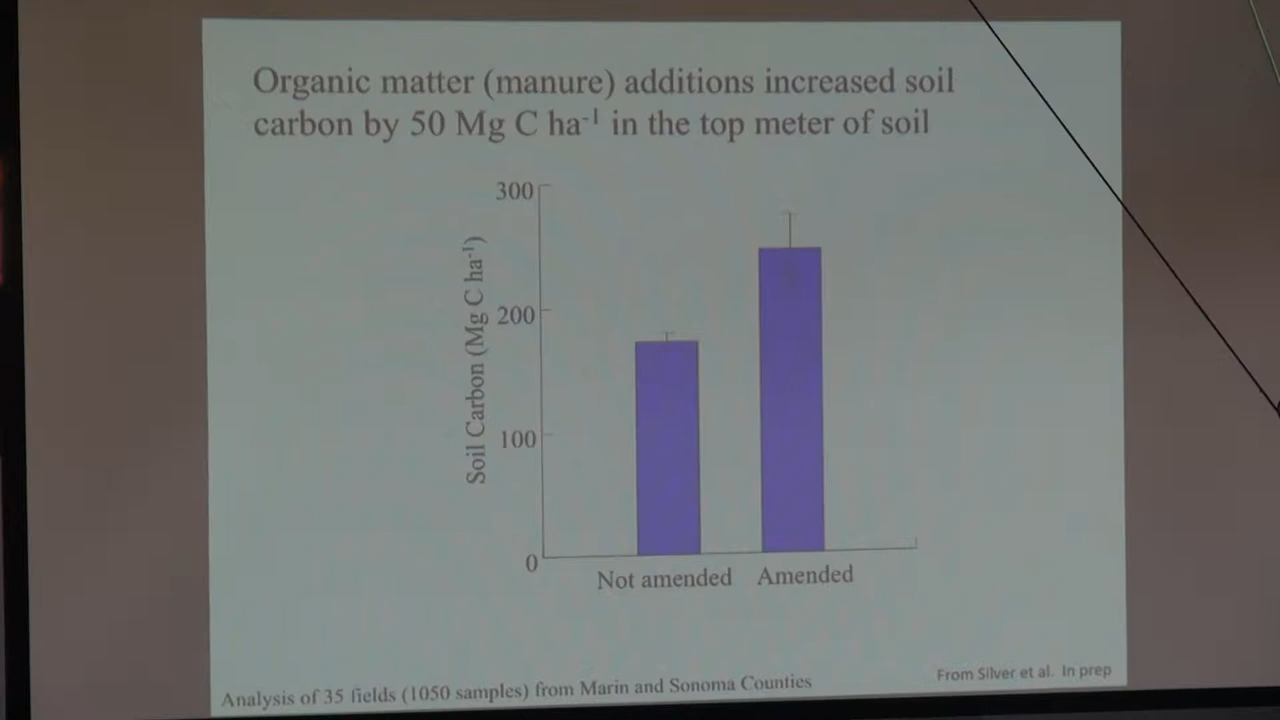 Organic matter (manure) additions increased soil
carbon by 50 Mg C ha⁻¹ in the top meter of soil
300
200
100
0
Soil Carbon (Mg C ha⁻¹)
Not amended Amended
Analysis of 35 fields (1050 samples) from Marin and Sonoma Counties
From Silver et al. In prep